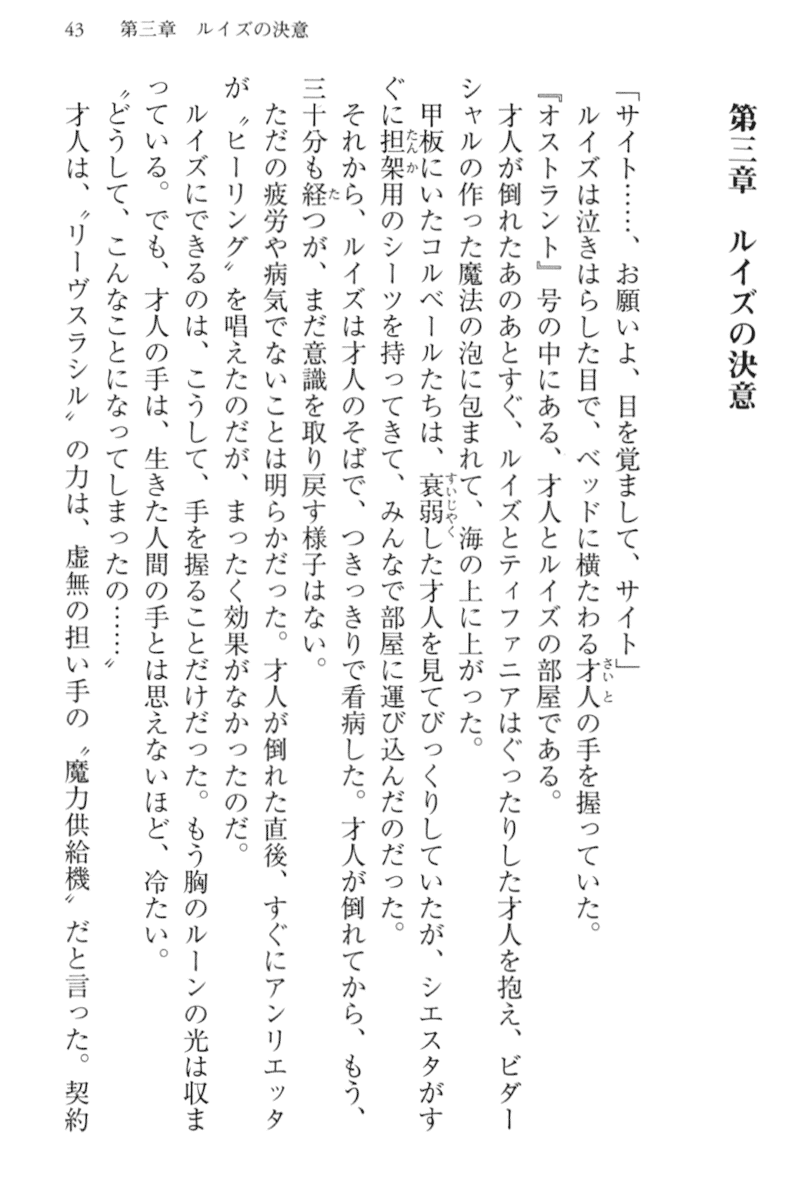 43　第三章　ルイズの決意
第三章　ルイズの決意
「サイト……、お願いよ、目を覚まして、サイト」
　ルイズは泣きはらした目で、ベッドに横たわる才人の手を握っていた。
『オストラント』号の中にある、才人とルイズの部屋である。
　才人が倒れたあのあとすぐ、ルイズとティファニアはぐったりした才人を抱え、ビダー
シャルの作った魔法の泡に包まれて、海の上に上がった。
　甲板にいたコルベールたちは、衰弱した才人を見てびっくりしていたが、シエスタがす
ぐに担架用のシーツを持ってきて、みんなで部屋に運び込んだのだった。
　それから、ルイズは才人のそばで、つきっきりで看病した。才人が倒れてから、もう、
三十分も経つが、まだ意識を取り戻す様子はない。
　ただの疲労や病気でないことは明らかだった。才人が倒れた直後、すぐにアンリエッタ
が〝ヒーリング〟を唱えたのだが、まったく効果がなかったのだ。
　ルイズにできるのは、こうして、手を握ることだけだった。もう胸のルーンの光は収ま
っている。でも、才人の手は、生きた人間の手とは思えないほど、冷たい。
〝どうして、こんなことになってしまったの……〟
　才人は、〝リーヴスラシル〟の力は、虚無の担い手の〝魔力供給機〟だと言った。契約